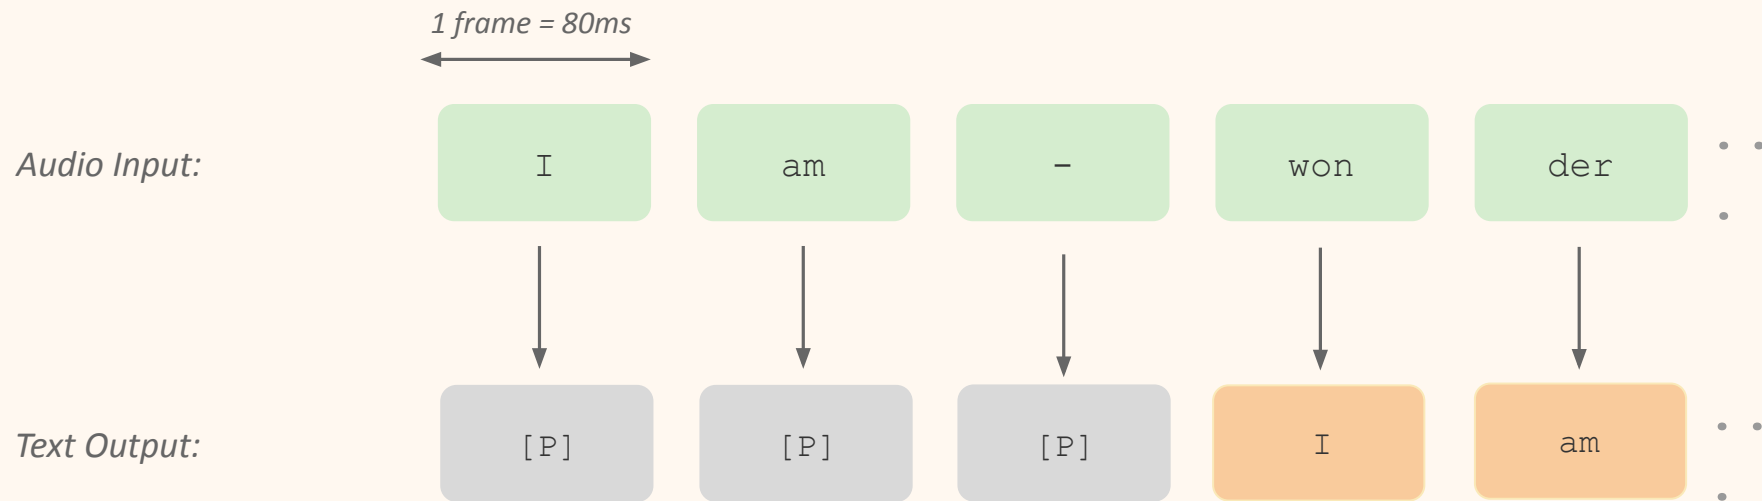 1 frame = 80ms
Audio Input: I am - won der
Text Output: [P] [P] [P] I am